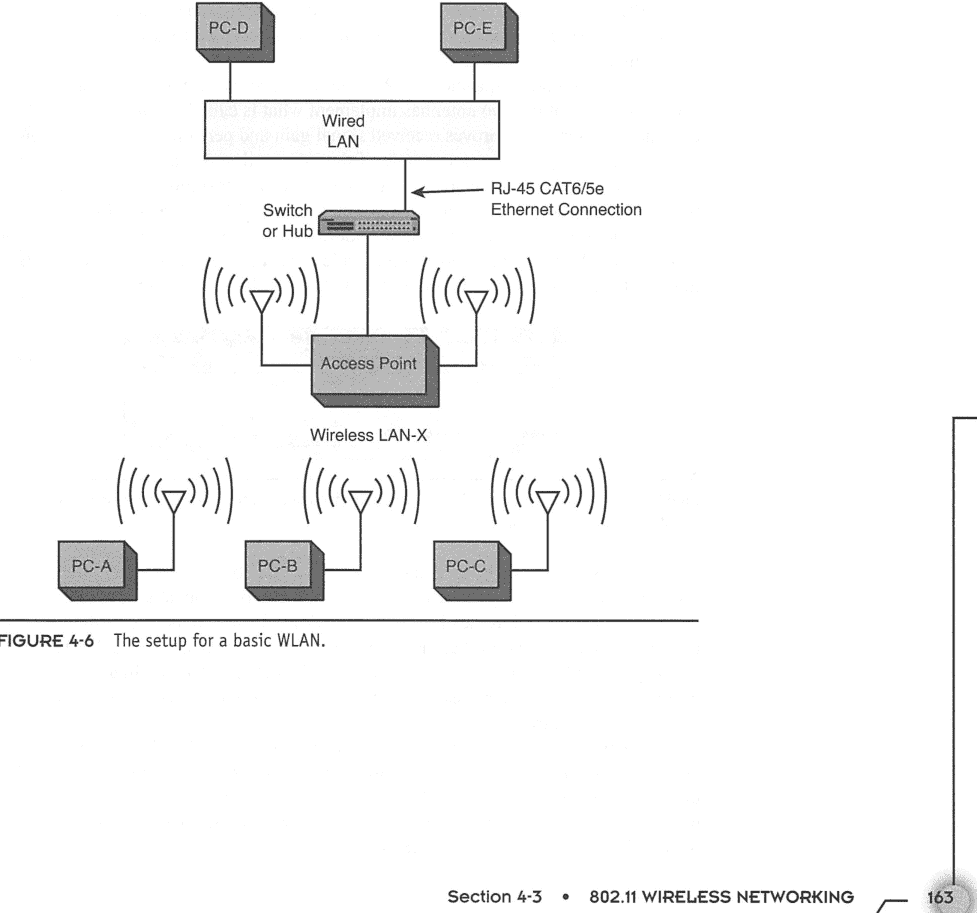 PC-D
PC-E
Wired
LAN
RJ-45 CAT6/5e
Ethernet Connection
Switch
or Hub
Access Point
Wireless LAN-X
PC-A
PC-B
PC-C
FIGURE 4-6 The setup for a basic WLAN.
Section 4-3 • 802.11 WIRELESS NETWORKING
163